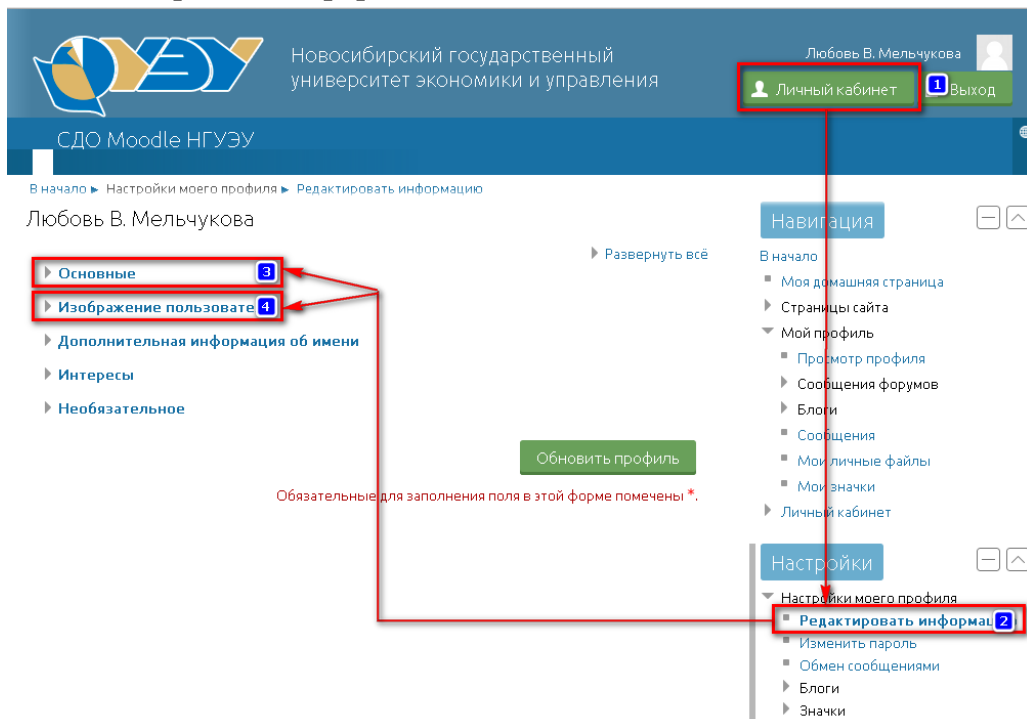 Новосибирский государственный
университет экономики и управления
Любовь В. Мельчукова
Личный кабинет
1
Выход
СДО Moodle НГУЭУ
В начало ► Настройки моего профиля ► Редактировать информацию
Любовь В. Мельчукова
Развернуть всё
Основные 3
Изображение пользовате 4
Дополнительная информация об имени
Интересы
Необязательное
Обновить профиль
Обязательные для заполнения поля в этой форме помечены *.
Навигация
В начало
Моя домашняя страница
Страницы сайта
Мой профиль
Просмотр профиля
Сообщения форумов
Блоги
Сообщения
Мои личные файлы
Мои значки
Личный кабинет
Настройки
Настройки моего профиля
Редактировать информац 2
Изменить пароль
Обмен сообщениями
Блоги
Значки